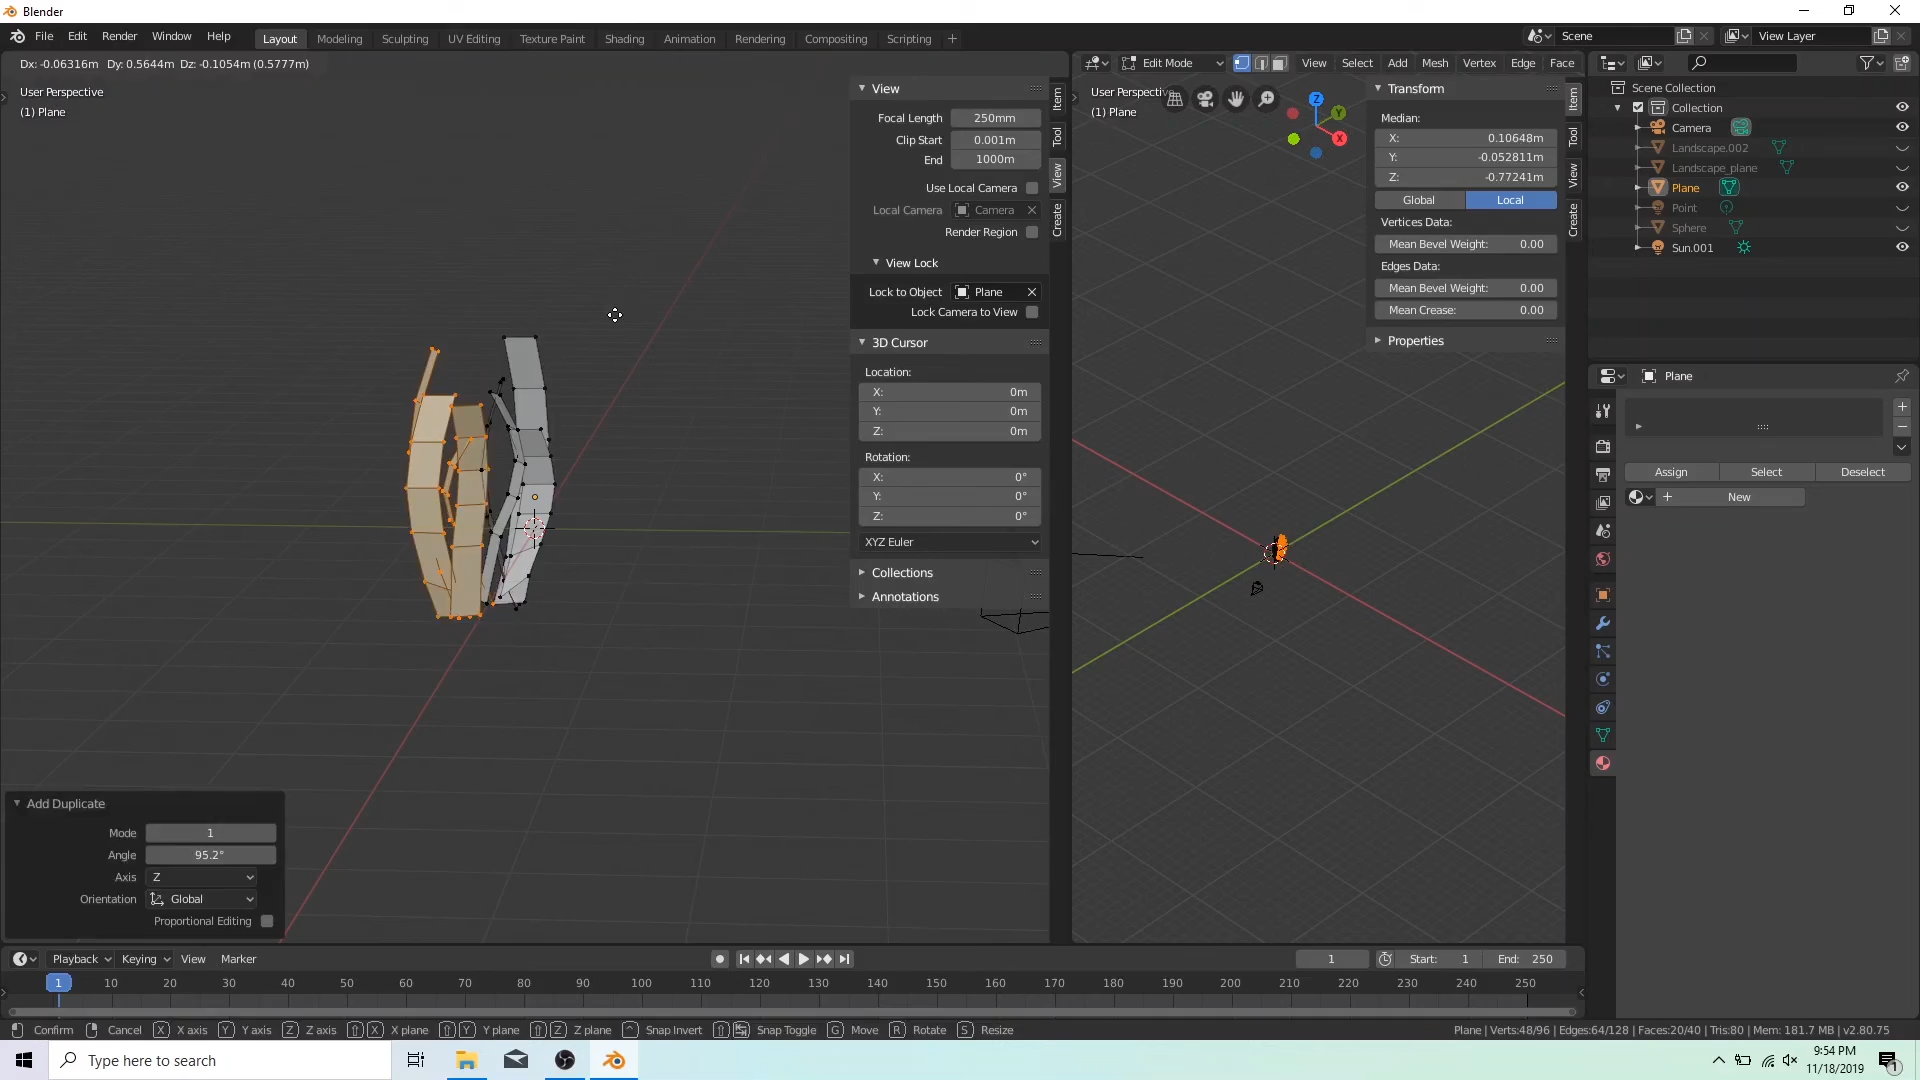 Blender
File Edit Render Window Help
Layout Modeling Sculpting UV Editing Texture Paint Shading Animation Rendering Compositing Scripting +
Scene
View Layer
Dx: -0.06316m Dy: 0.5644m Dz: -0.1054m (0.5777m)
User Perspective
(1) Plane
View
Focal Length 250mm
Clip Start 0.001m
End 1000m
Use Local Camera
Local Camera Camera
Render Region
View Lock
Lock to Object Plane
Lock Camera to View
3D Cursor
Location:
X: 0m
Y: 0m
Z: 0m
Rotation:
X: 0°
Y: 0°
Z: 0°
XYZ Euler
Collections
Annotations
Item
Tool
View
Create
Edit Mode View Select Add Mesh Vertex Edge Face
User Perspective
(1) Plane
Z
Y
X
Transform
Median:
X: 0.10648m
Y: -0.052811m
Z: -0.77241m
Global Local
Vertices Data:
Mean Bevel Weight: 0.00
Edges Data:
Mean Bevel Weight: 0.00
Mean Crease: 0.00
Properties
Item
Tool
View
Create
Scene Collection
Collection
Camera
Landscape.002
Landscape_plane
Plane
Point
Sphere
Sun.001
Plane
Assign Select Deselect
New
Add Duplicate
Mode 1
Angle 95.2°
Axis Z
Orientation Global
Proportional Editing
Playback Keying View Marker
1 Start: 1 End: 250
1 10 20 30 40 50 60 70 80 90 100 110 120 130 140 150 160 170 180 190 200 210 220 230 240 250
Confirm Cancel X X axis Y Y axis Z Z axis X X plane Y Y plane Z Z plane Snap Invert Snap Toggle G Move R Rotate S Resize
Plane | Verts:48/96 | Edges:64/128 | Faces:20/40 | Tris:80 | Mem: 181.7 MB | v2.80.75
Type here to search
9:54 PM
11/18/2019
1